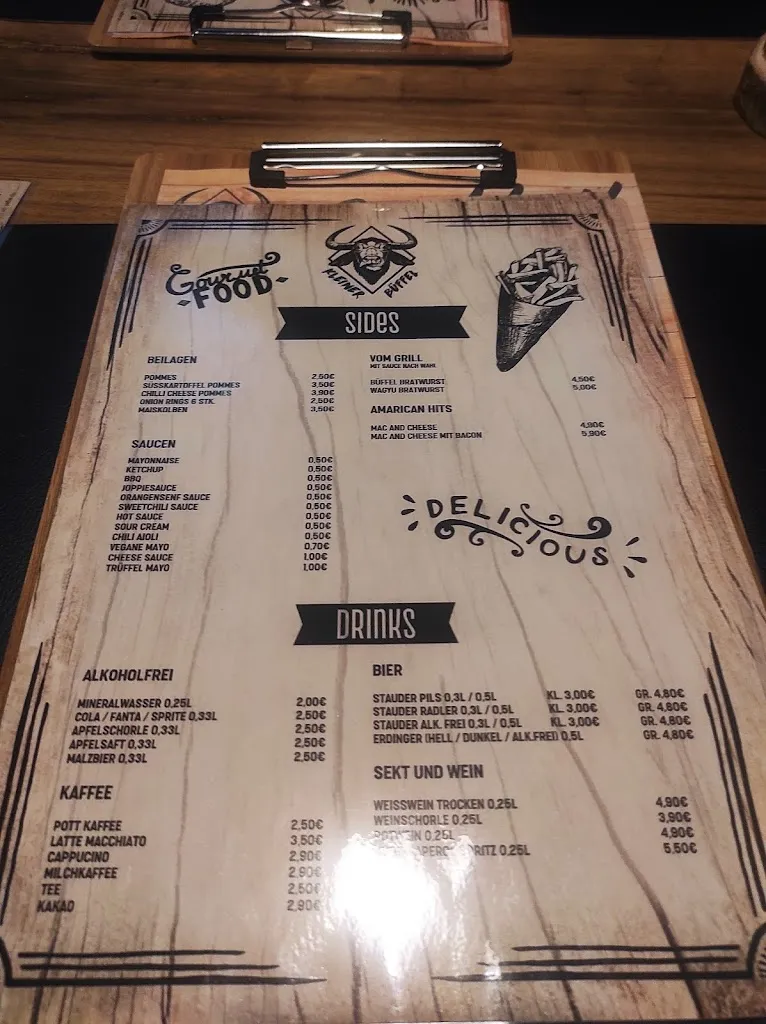 Gourmet
FOOD
KLEINER BÜFFEL
SIDES
BEILAGEN
POMMES 2,50€
SÜSSKARTOFFEL POMMES 3,50€
CHILLI CHEESE POMMES 3,90€
ONION RINGS 6 STK. 2,50€
MAISKOLBEN 3,50€
SAUCEN
MAYONNAISE 0,50€
KETCHUP 0,50€
BBQ 0,50€
JOPPIESAUCE 0,50€
ORANGENSENF SAUCE 0,50€
SWEETCHILI SAUCE 0,50€
HOT SAUCE 0,50€
SOUR CREAM 0,50€
CHILI AIOLI 0,50€
VEGANE MAYO 0,70€
CHEESE SAUCE 1,00€
TRÜFFEL MAYO 1,00€
VOM GRILL
MIT SAUCE NACH WAHL
BÜFFEL BRATWURST 4,50€
WAGYU BRATWURST 5,00€
AMARICAN HITS
MAC AND CHEESE 4,90€
MAC AND CHEESE MIT BACON 5,90€
DELICIOUS
DRINKS
ALKOHOLFREI
MINERALWASSER 0,25L 2,00€
COLA / FANTA / SPRITE 0,33L 2,50€
APFELSCHORLE 0,33L 2,50€
APFELSAFT 0,33L 2,50€
MALZBIER 0,33L 2,50€
KAFFEE
POTT KAFFEE 2,50€
LATTE MACCHIATO 3,50€
CAPPUCINO 2,90€
MILCHKAFFEE 2,90€
TEE 2,50€
KAKAO 2,90€
BIER
STAUDER PILS 0,3L / 0,5L KL. 3,00€ GR. 4,80€
STAUDER RADLER 0,3L / 0,5L KL. 3,00€ GR. 4,80€
STAUDER ALK. FREI 0,3L / 0,5L KL. 3,00€ GR. 4,80€
ERDINGER (HELL / DUNKEL / ALK.FREI) 0,5L GR. 4,80€
SEKT UND WEIN
WEISSWEIN TROCKEN 0,25L 4,90€
WEINSCHORLE 0,25L 3,90€
ROTWEIN 0,25L 4,90€
0,25L 5,50€